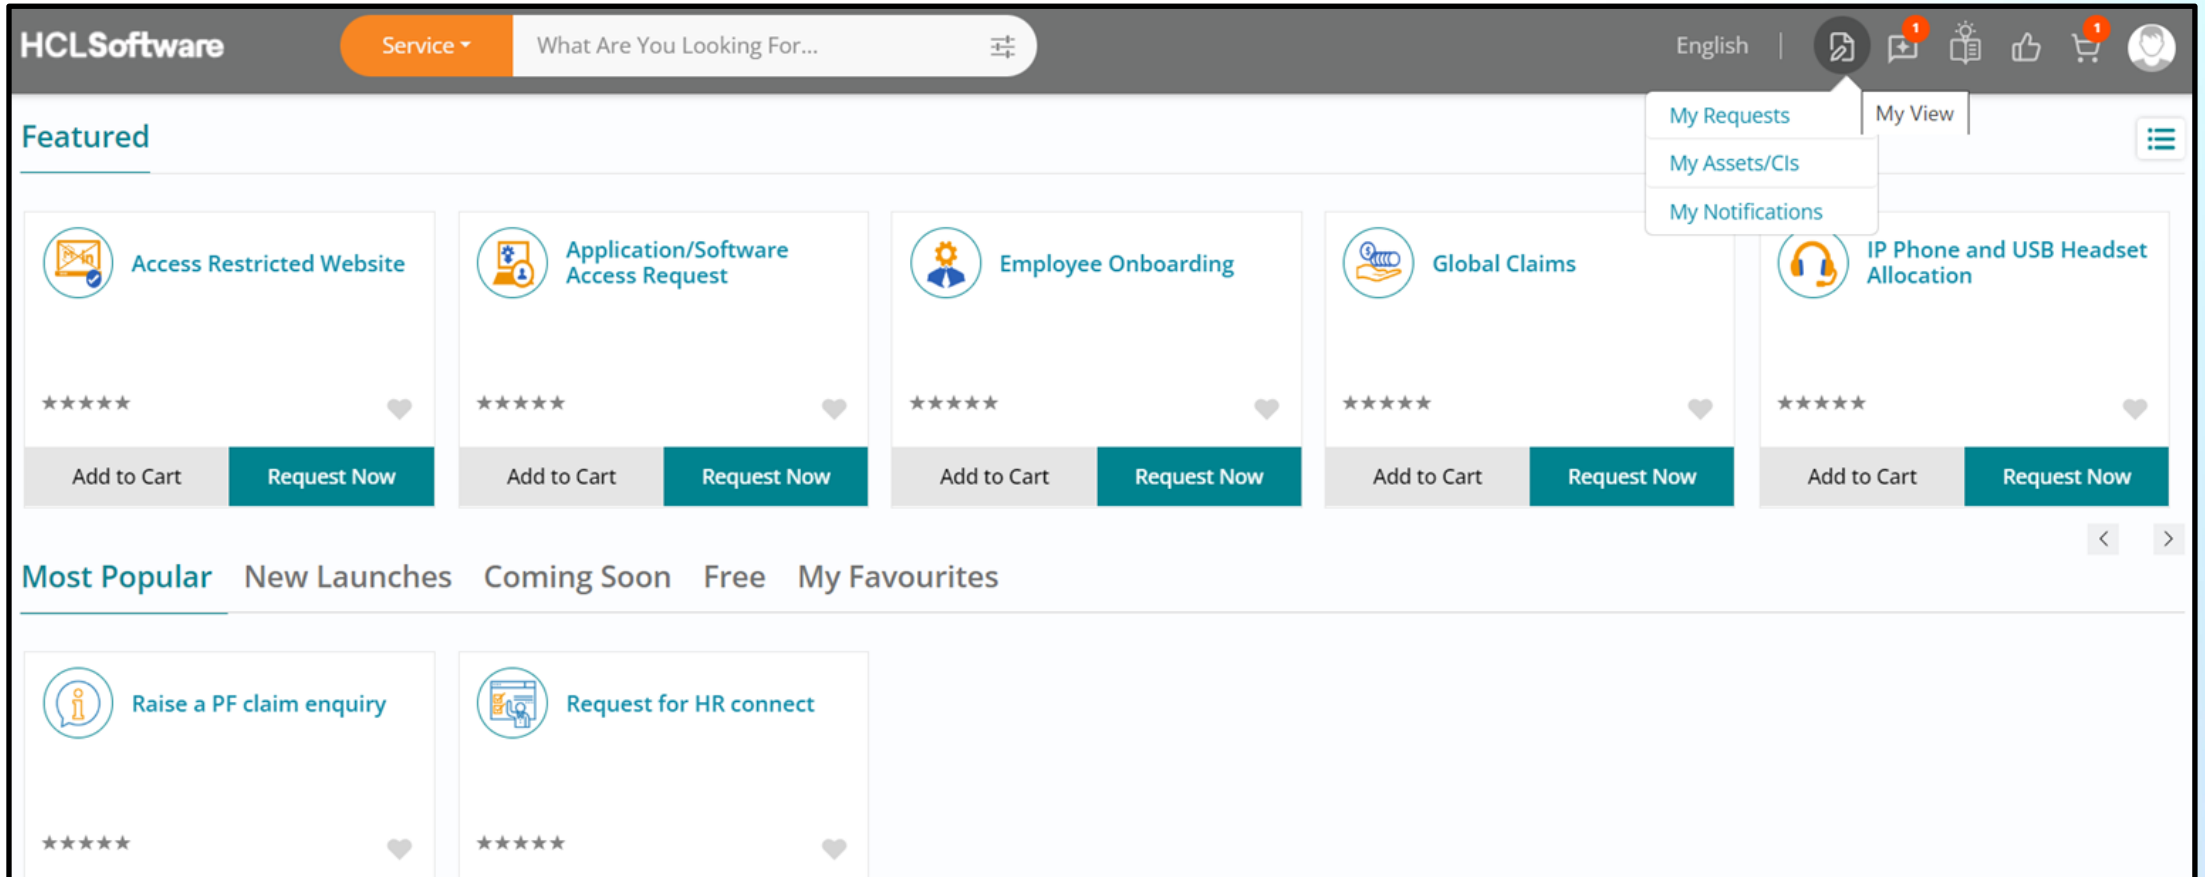 HCLSoftware
Service
What Are You Looking For...
English
1
1
My Requests
My View
My Assets/CIs
My Notifications
Featured
Access Restricted Website
Application/Software
Access Request
Employee Onboarding
Global Claims
IP Phone and USB Headset
Allocation
Add to Cart
Request Now
Add to Cart
Request Now
Add to Cart
Request Now
Add to Cart
Request Now
Add to Cart
Request Now
Most Popular
New Launches
Coming Soon
Free
My Favourites
Raise a PF claim enquiry
Request for HR connect